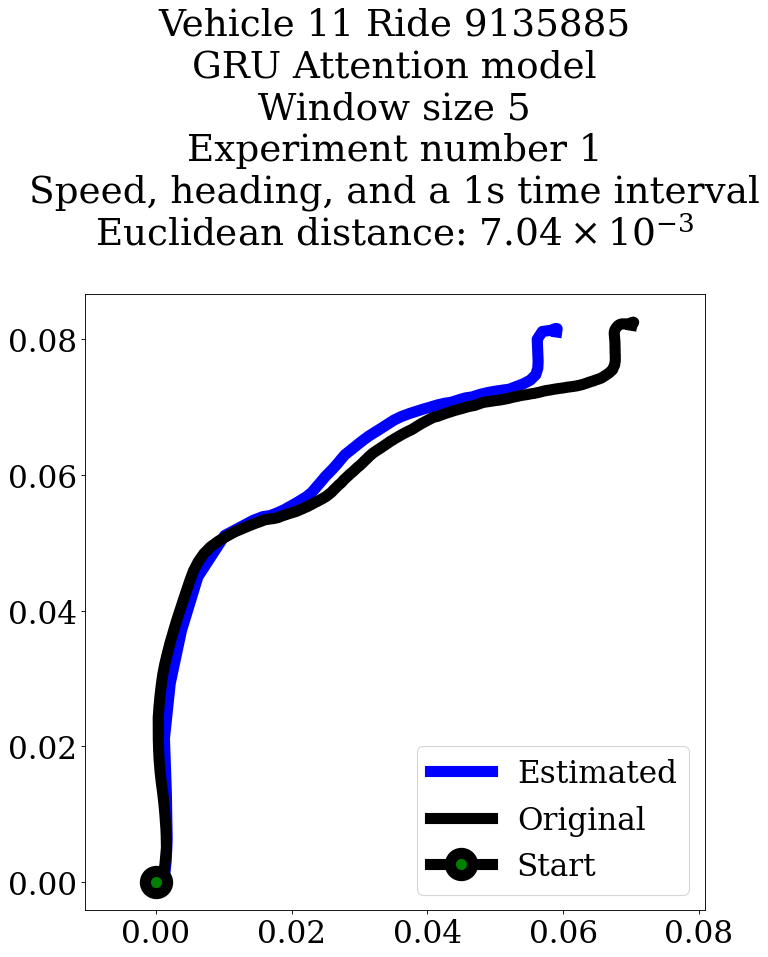 Vehicle 11 Ride 9135885
GRU Attention model
Window size 5
Experiment number 1
Speed, heading, and a 1s time interval
Euclidean distance: 7.04 × 10⁻³
0.08
0.06
0.04
0.02
0.00
Estimated
Original
Start
0.00 0.02 0.04 0.06 0.08